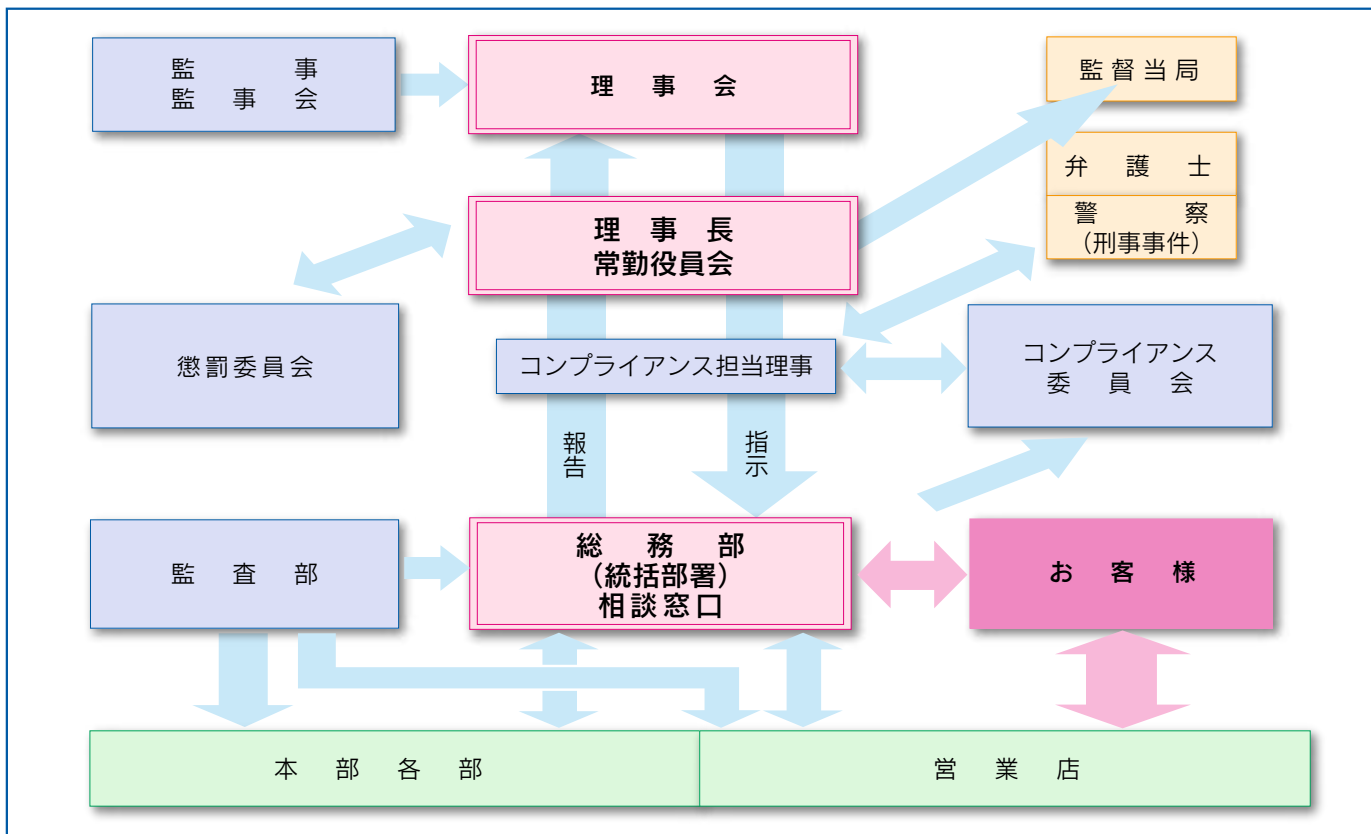 監事
監事会
理事会
監督当局
弁護士
警察
（刑事事件）
理事長
常勤役員会
懲罰委員会
コンプライアンス担当理事
コンプライアンス
委員会
報告
指示
監査部
総務部
（統括部署）
相談窓口
お客様
本部各部
営業店